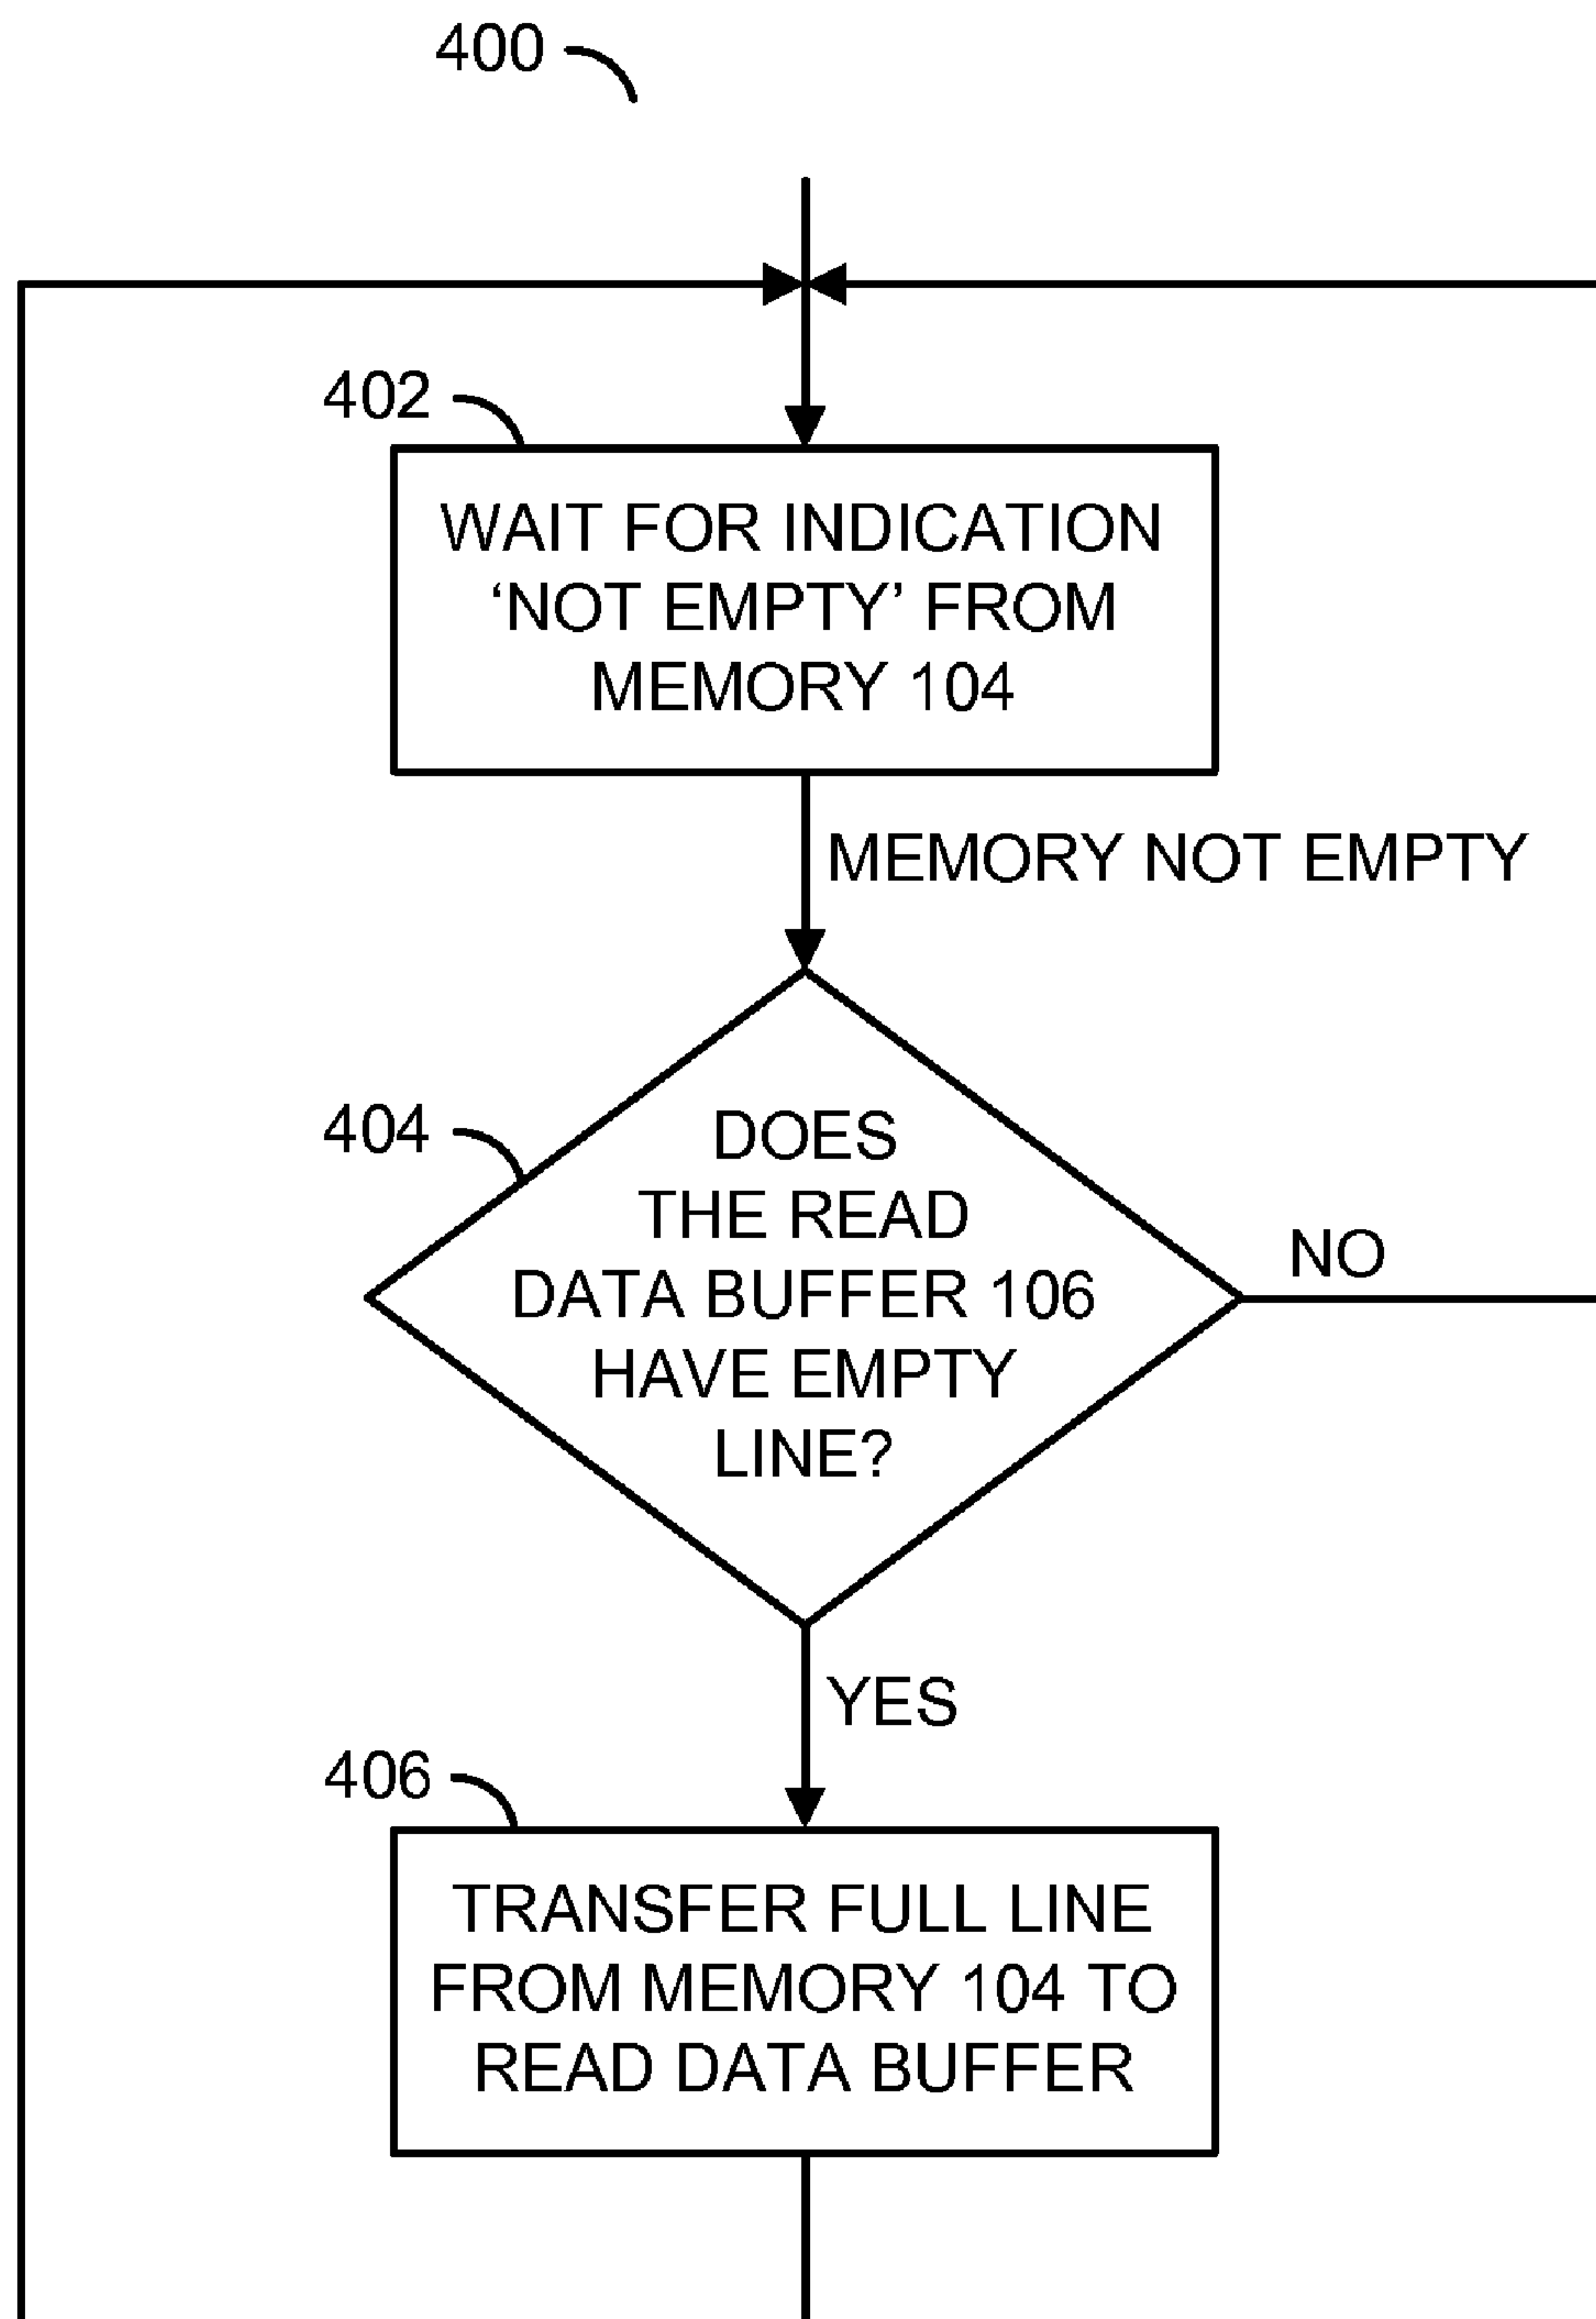 400
402
WAIT FOR INDICATION
‘NOT EMPTY’ FROM
MEMORY 104
MEMORY NOT EMPTY
404
DOES
THE READ
DATA BUFFER 106
HAVE EMPTY
LINE?
NO
YES
406
TRANSFER FULL LINE
FROM MEMORY 104 TO
READ DATA BUFFER